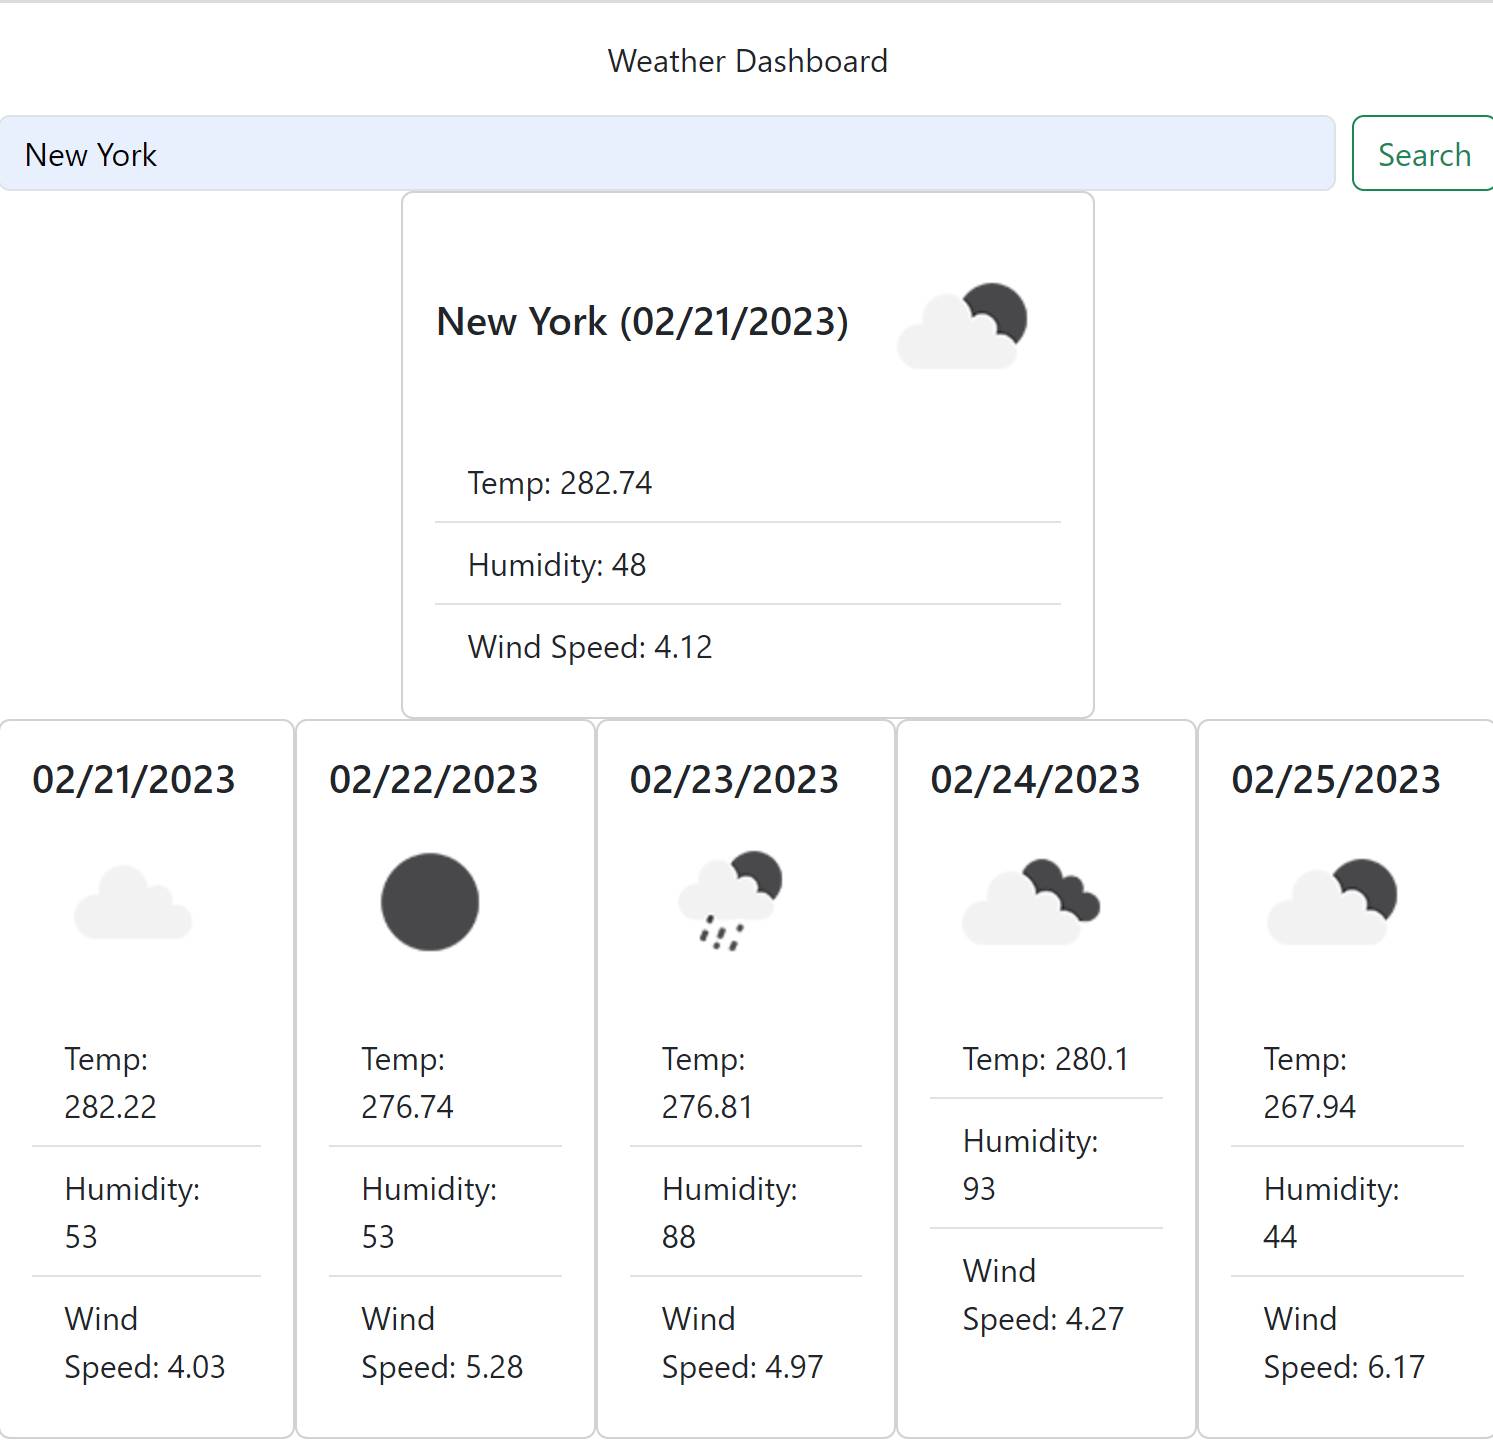 Weather Dashboard
New York
Search
New York (02/21/2023)
Temp: 282.74
Humidity: 48
Wind Speed: 4.12
02/21/2023
Temp:
282.22
Humidity:
53
Wind
Speed: 4.03
02/22/2023
Temp:
276.74
Humidity:
53
Wind
Speed: 5.28
02/23/2023
Temp:
276.81
Humidity:
88
Wind
Speed: 4.97
02/24/2023
Temp: 280.1
Humidity:
93
Wind
Speed: 4.27
02/25/2023
Temp:
267.94
Humidity:
44
Wind
Speed: 6.17